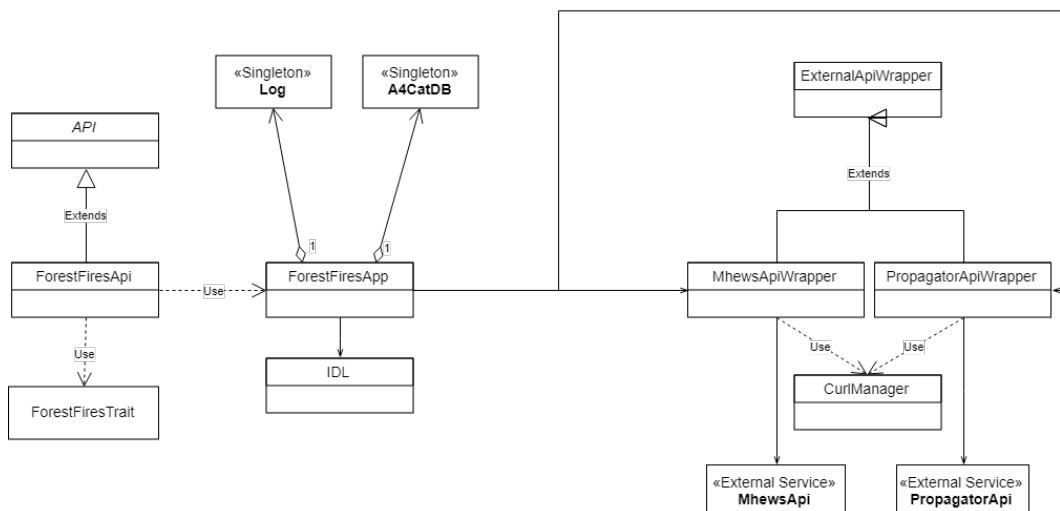 «Singleton»
Log
«Singleton»
A4CatDB
ExternalApiWrapper
API
Extends
Extends
1
1
ForestFiresApi
Use
ForestFiresApp
MhewsApiWrapper
PropagatorApiWrapper
Use
Use
Use
IDL
CurlManager
ForestFiresTrait
«External Service»
MhewsApi
«External Service»
PropagatorApi